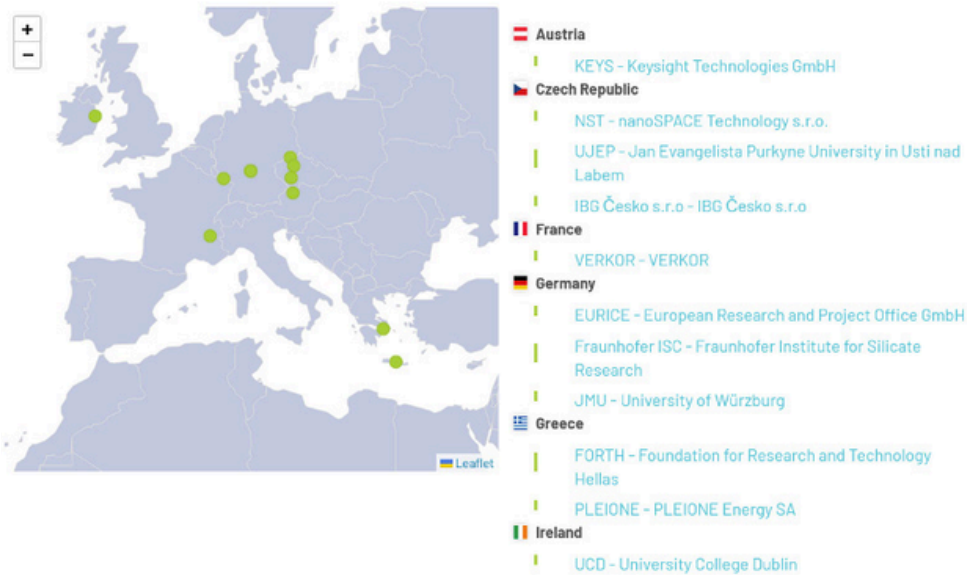 +
−
Leaflet
Austria
KEYS - Keysight Technologies GmbH
Czech Republic
NST - nanoSPACE Technology s.r.o.
UJEP - Jan Evangelista Purkyne University in Usti nad
Labem
IBG Česko s.r.o - IBG Česko s.r.o
France
VERKOR - VERKOR
Germany
EURICE - European Research and Project Office GmbH
Fraunhofer ISC - Fraunhofer Institute for Silicate
Research
JMU - University of Würzburg
Greece
FORTH - Foundation for Research and Technology
Hellas
PLEIONE - PLEIONE Energy SA
Ireland
UCD - University College Dublin